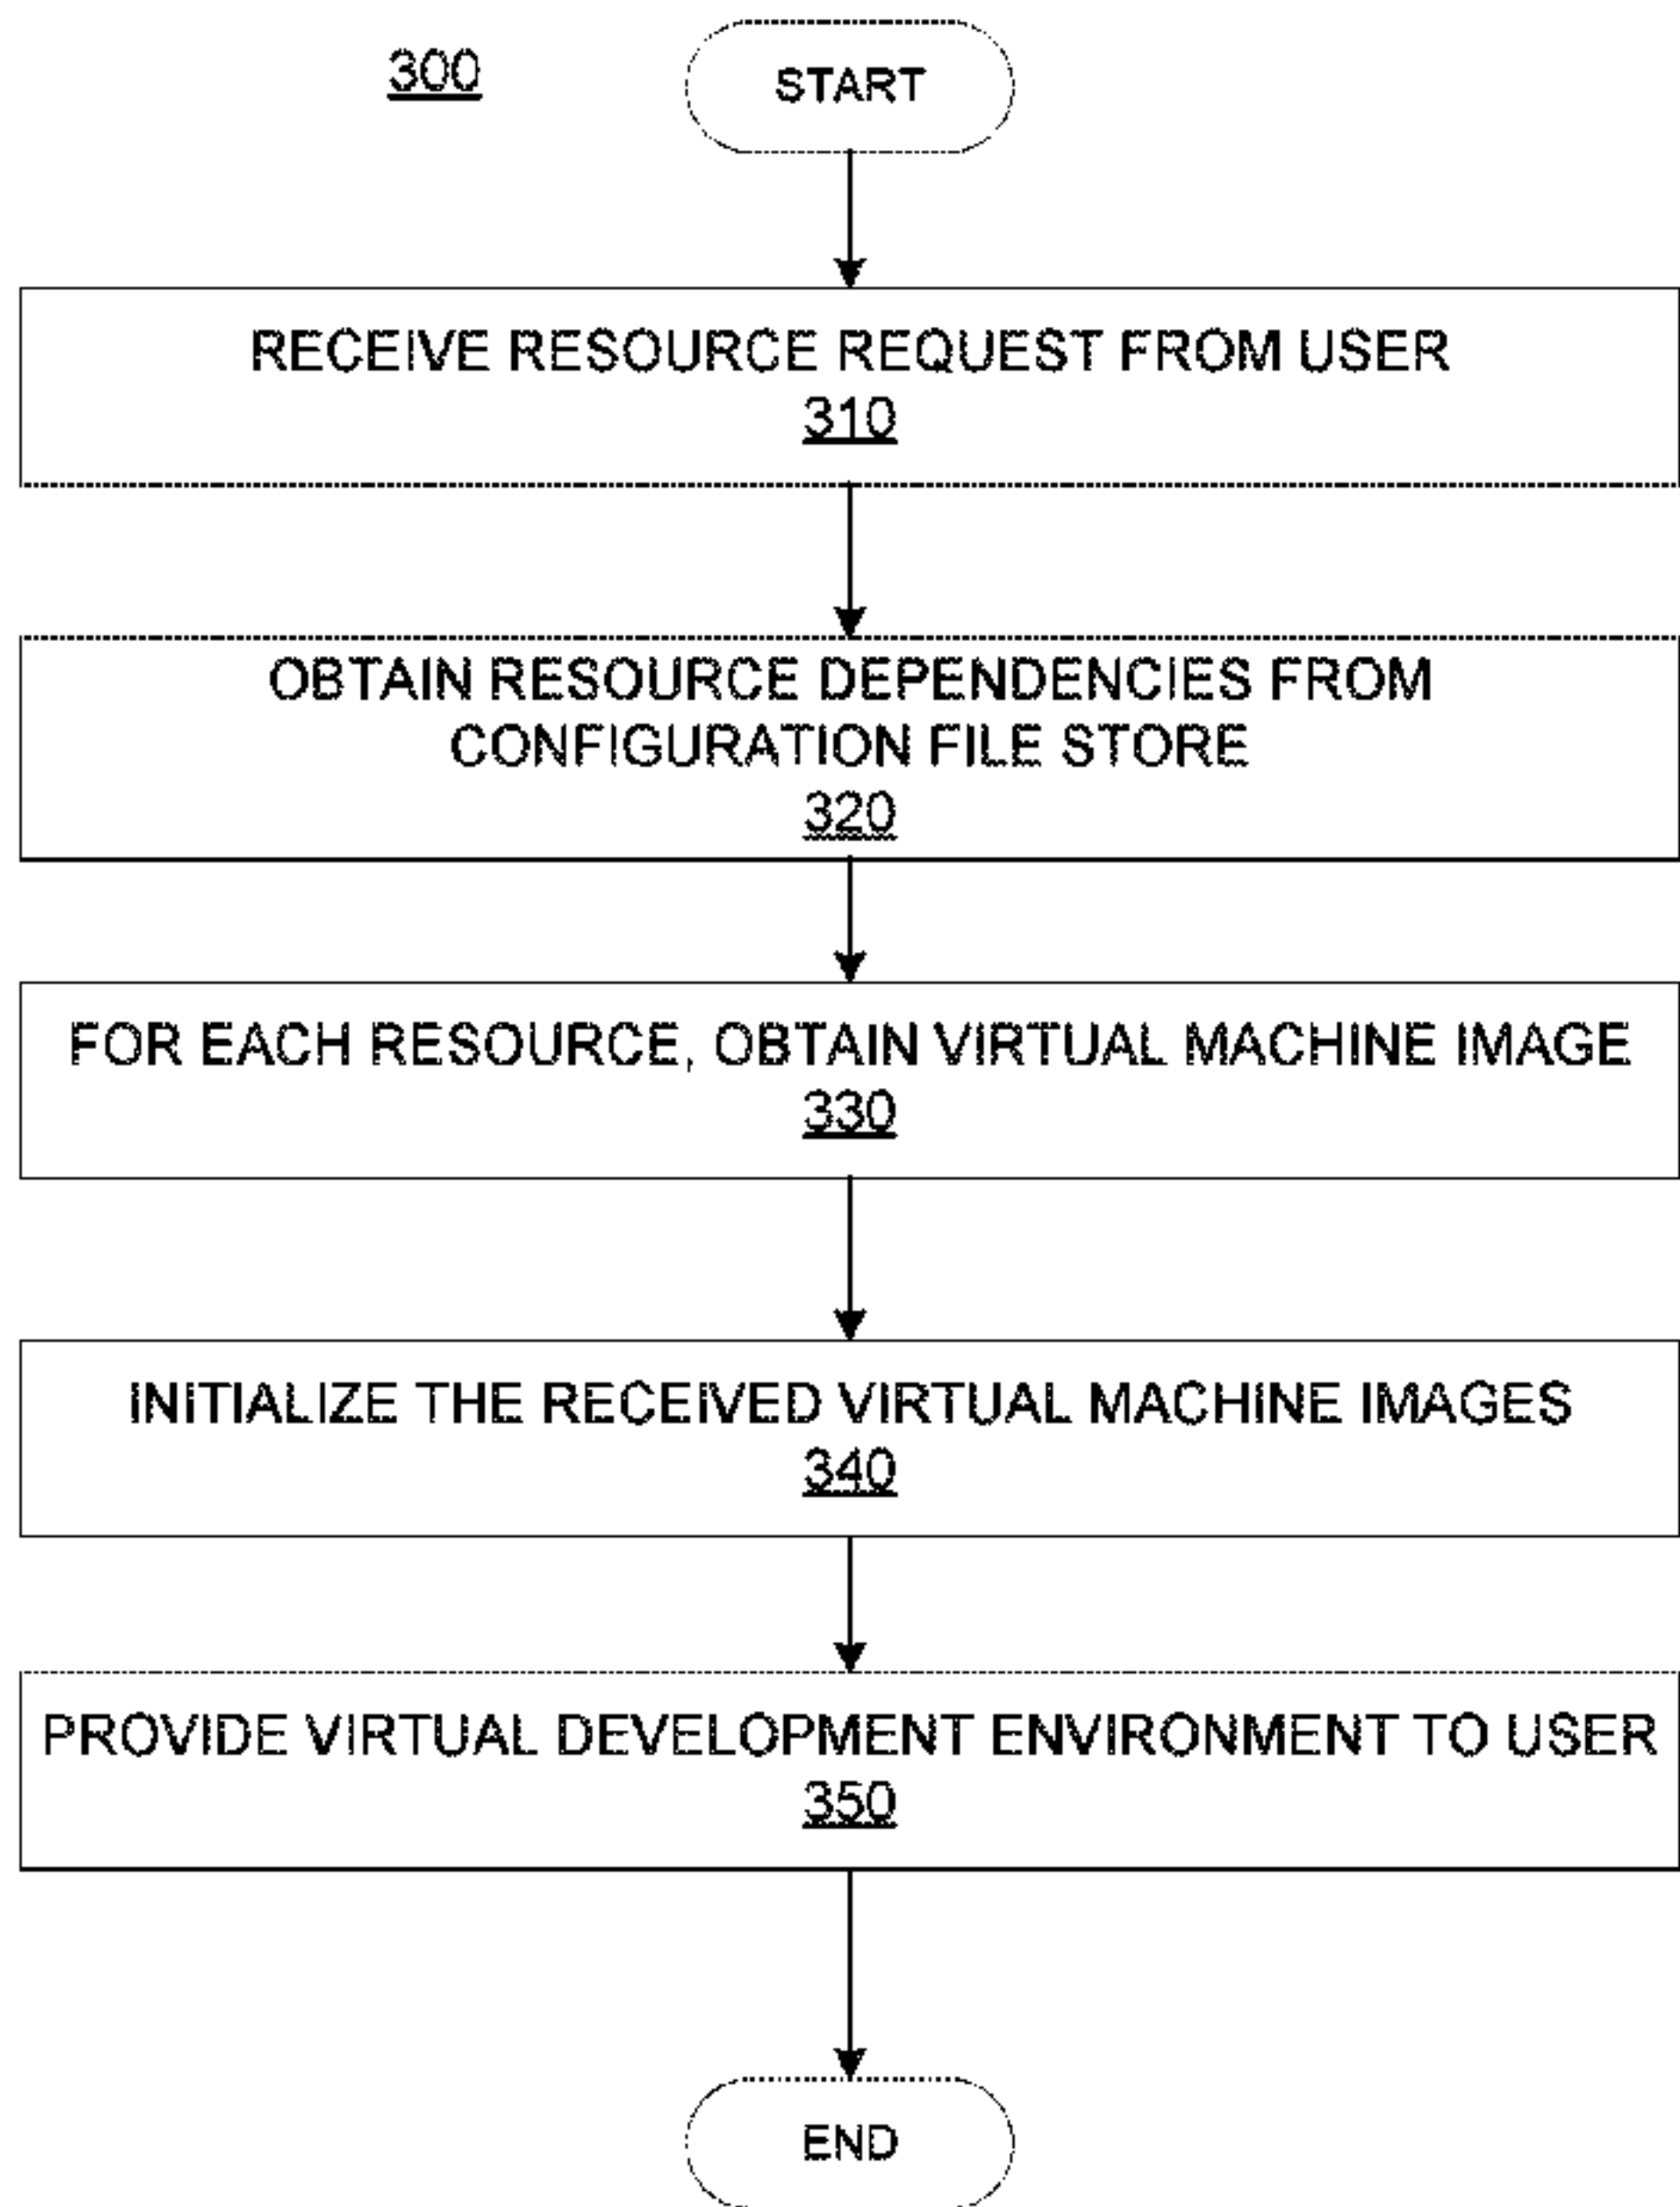 300
START
RECEIVE RESOURCE REQUEST FROM USER
310
OBTAIN RESOURCE DEPENDENCIES FROM
CONFIGURATION FILE STORE
320
FOR EACH RESOURCE, OBTAIN VIRTUAL MACHINE IMAGE
330
INITIALIZE THE RECEIVED VIRTUAL MACHINE IMAGES
340
PROVIDE VIRTUAL DEVELOPMENT ENVIRONMENT TO USER
350
END